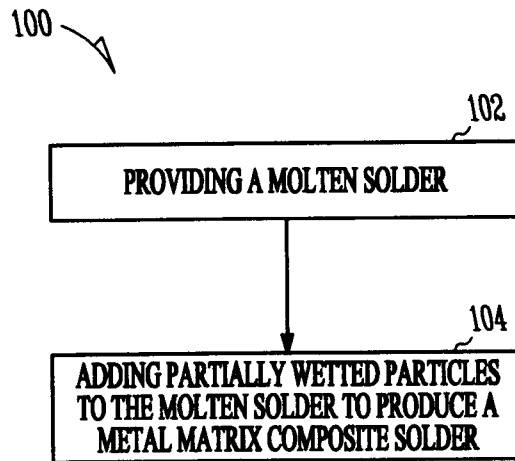 100
102
PROVIDING A MOLTEN SOLDER
104
ADDING PARTIALLY WETTED PARTICLES
TO THE MOLTEN SOLDER TO PRODUCE A
METAL MATRIX COMPOSITE SOLDER